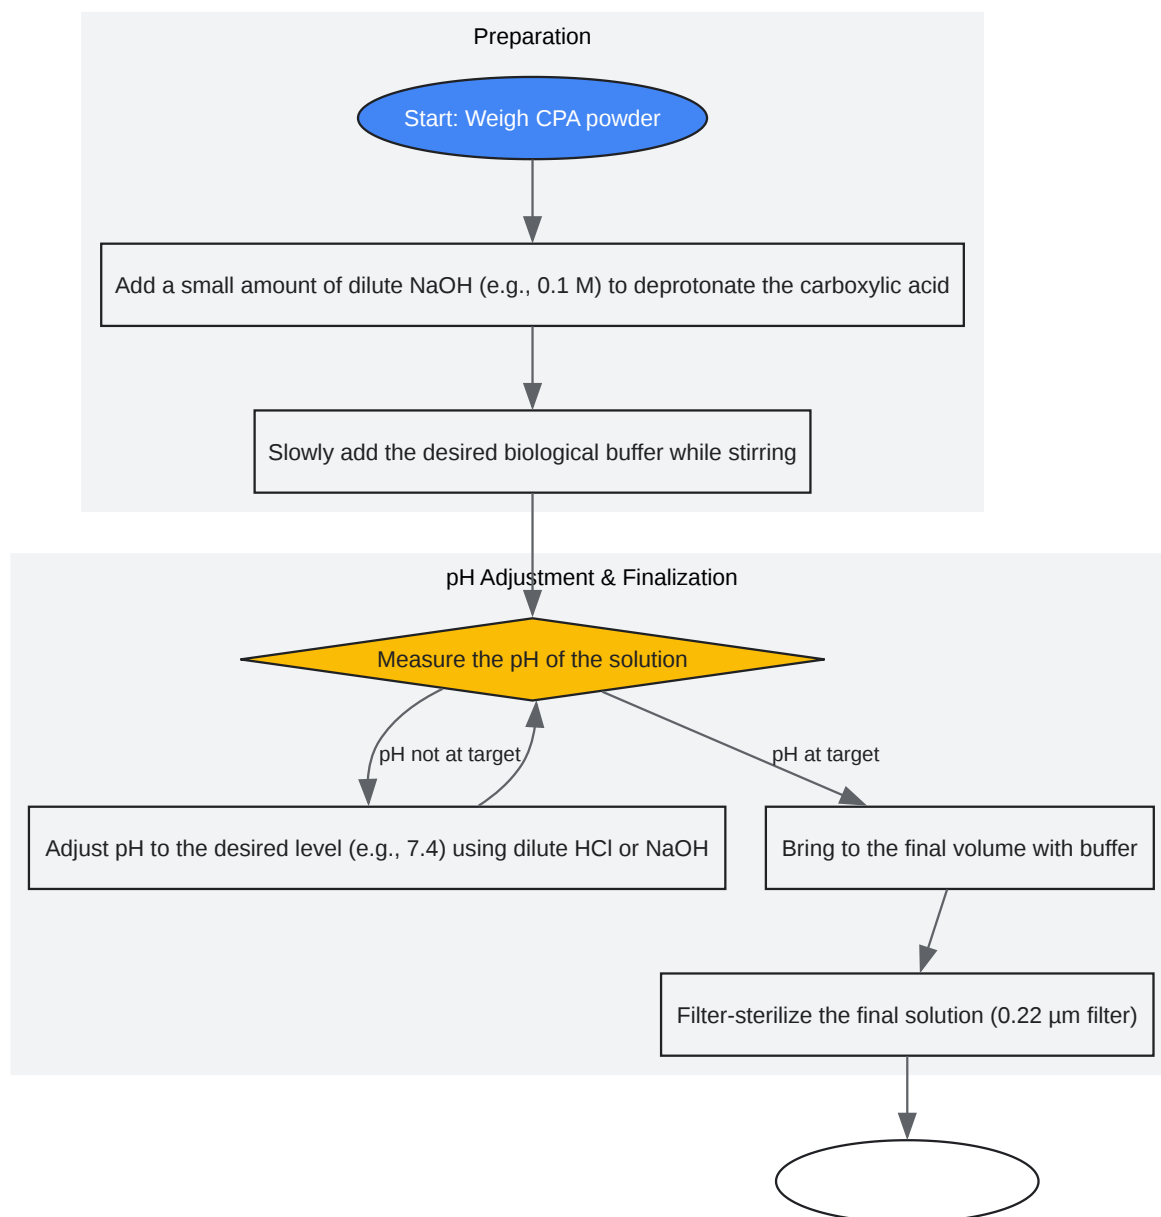 Preparation
Start: Weigh CPA powder
Add a small amount of dilute NaOH (e.g., 0.1 M) to deprotonate the carboxylic acid
Slowly add the desired biological buffer while stirring
pH Adjustment & Finalization
Measure the pH of the solution
pH not at target
pH at target
Adjust pH to the desired level (e.g., 7.4) using dilute HCl or NaOH
Bring to the final volume with buffer
Filter-sterilize the final solution (0.22 µm filter)